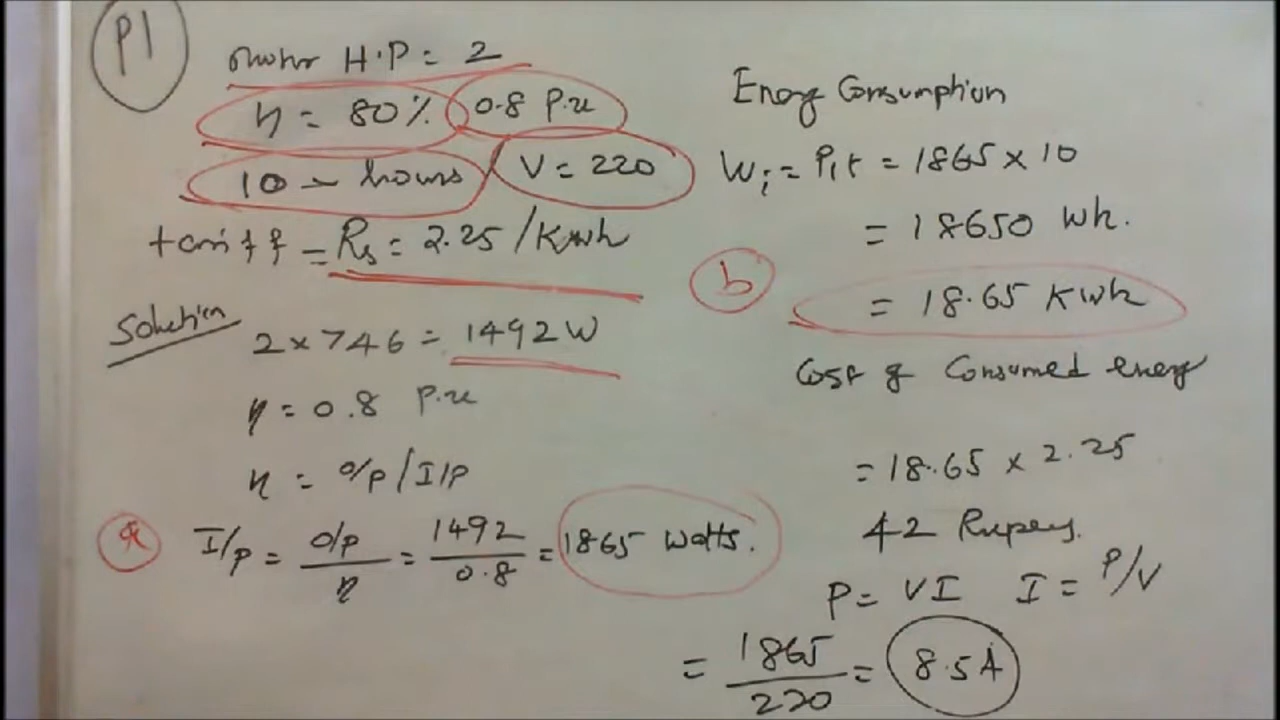 P1
motor H.P = 2
η = 80% 0.8 P.u
10 - hours V = 220
tariff = Rs = 2.25 /Kwh
Solution
2 x 746 = 1492 W
η = 0.8 P.u
η = O/P / I/P
a I/P = O/P / η = 1492 / 0.8 = 1865 watts.
Energy Consumption
Wi = P1t = 1865 x 10
= 18650 Wh.
b = 18.65 Kwh
Cost of Consumed energy
= 18.65 x 2.25
42 Rupees.
P = VI I = P/V
= 1865 / 220 = 8.5 A